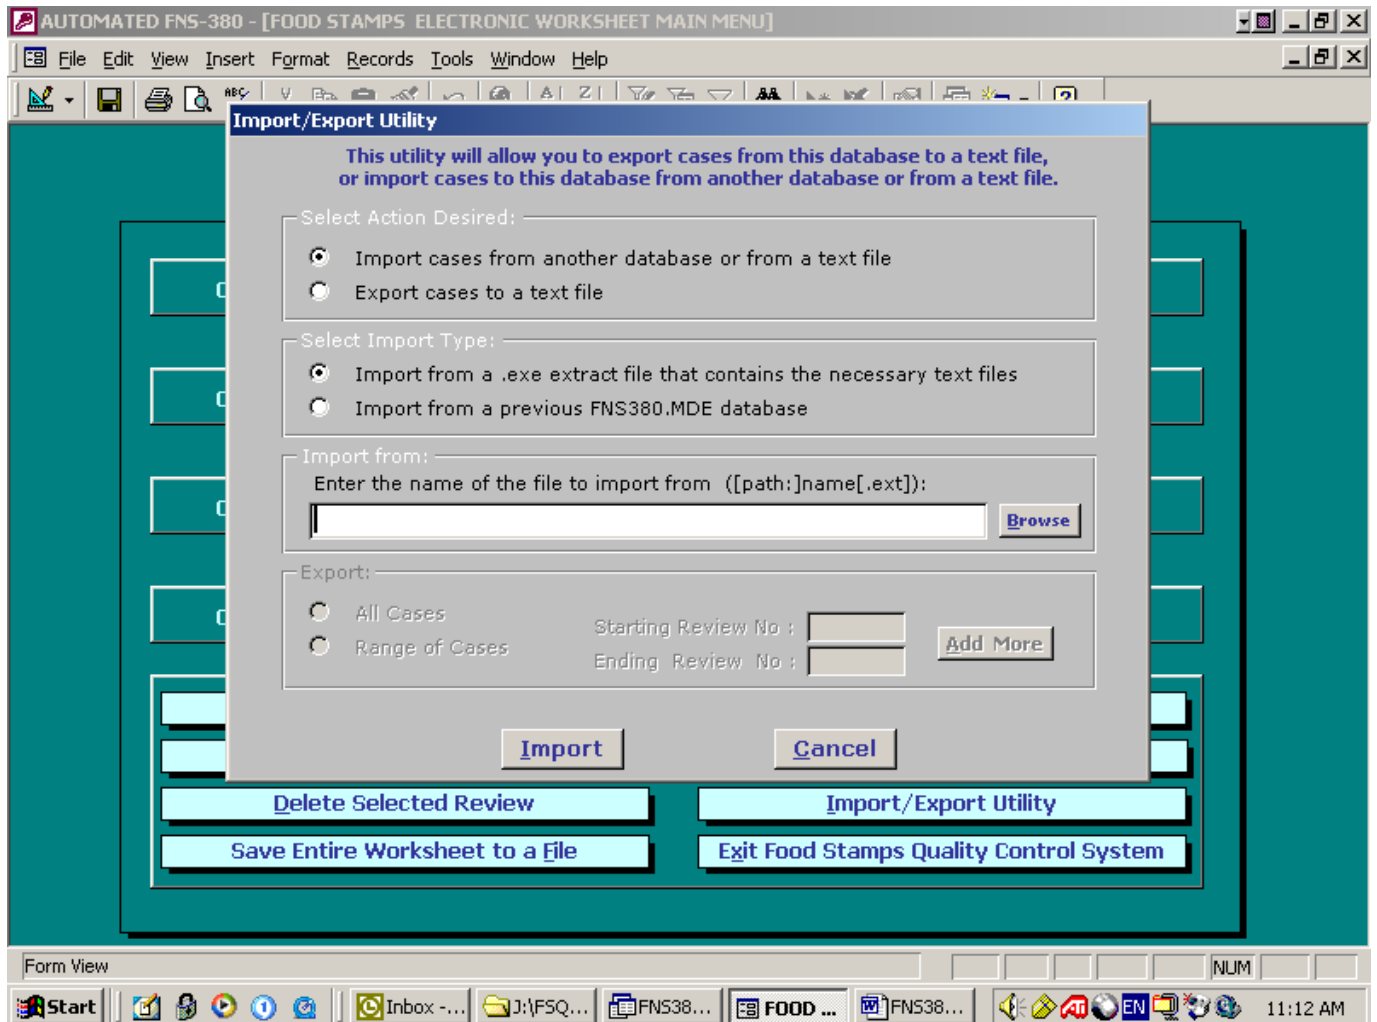 AUTOMATED FNS-380 - [FOOD STAMPS ELECTRONIC WORKSHEET MAIN MENU]
File Edit View Insert Format Records Tools Window Help
Import/Export Utility
This utility will allow you to export cases from this database to a text file,
or import cases to this database from another database or from a text file.
Select Action Desired:
Import cases from another database or from a text file
Export cases to a text file
Select Import Type:
Import from a .exe extract file that contains the necessary text files
Import from a previous FNS380.MDE database
Import from:
Enter the name of the file to import from ([path:]name[.ext]):
Browse
Export:
All Cases
Range of Cases
Starting Review No :
Ending Review No :
Add More
Import Cancel
Delete Selected Review Import/Export Utility
Save Entire Worksheet to a File Exit Food Stamps Quality Control System
Form View NUM
Start Inbox -... J:\FSQ... FNS38... FOOD ... FNS38... EN 11:12 AM